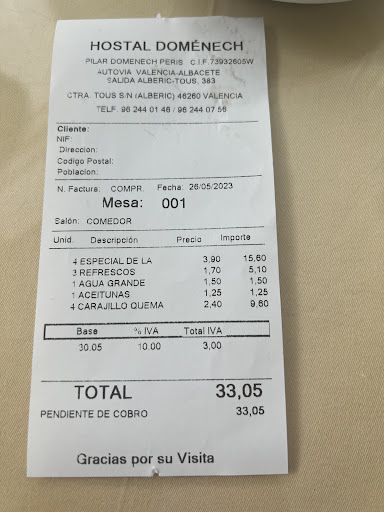 HOSTAL DOMÉNECH
PILAR DOMENECH PERIS C.I.F.73932605W
AUTOVIA VALENCIA-ALBACETE
SALIDA ALBERIC-TOUS, 363
CTRA. TOUS S/N (ALBERIC) 46260 VALENCIA
TELF. 96 244 01 46 / 96 244 07 56
Cliente:
NIF:
Direccion:
Codigo Postal:
Poblacion:
N. Factura: COMPR. Fecha: 26/05/2023
Mesa: 001
Salón: COMEDOR
Unid. Descripción Precio Importe
4 ESPECIAL DE LA 3,90 15,60
3 REFRESCOS 1,70 5,10
1 AGUA GRANDE 1,50 1,50
1 ACEITUNAS 1,25 1,25
4 CARAJILLO QUEMA 2,40 9,60
Base % IVA Total IVA
30.05 10.00 3,00
TOTAL 33,05
PENDIENTE DE COBRO 33,05
Gracias por su Visita